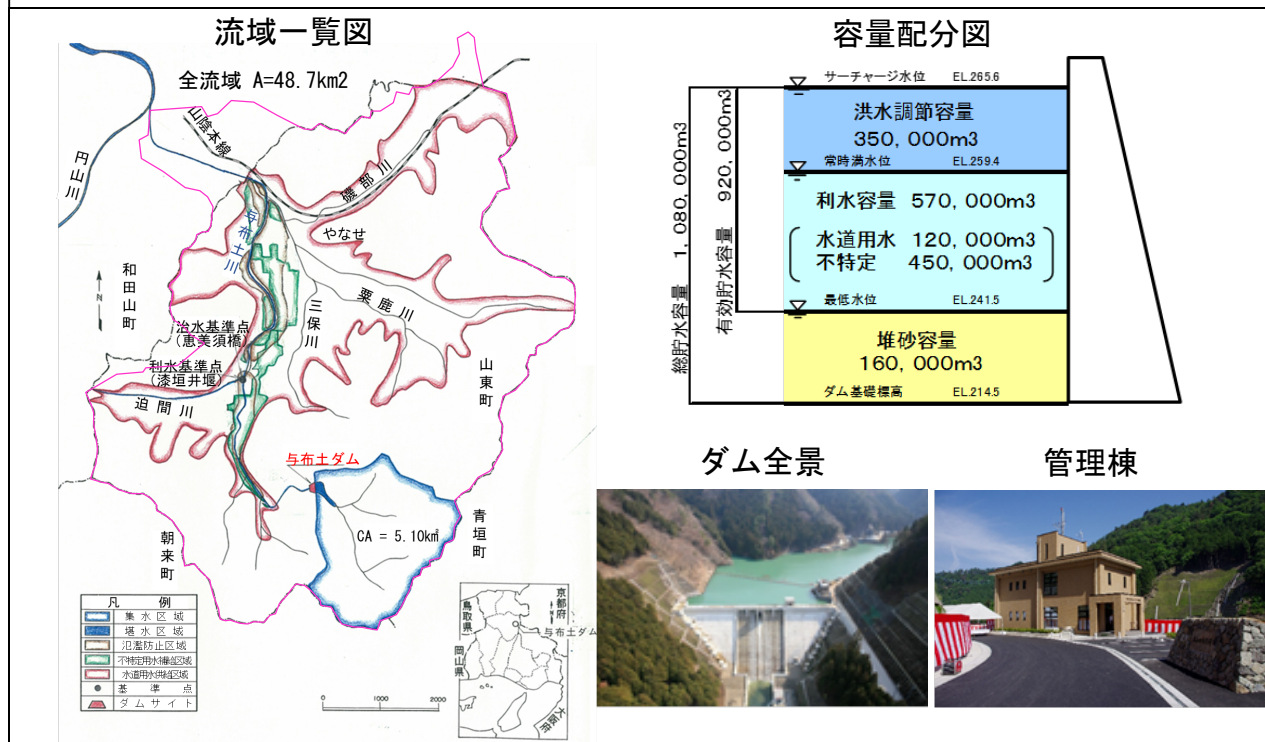 流域一覧図
全流域 A=48.7km2
山陰本線
円山川
磯部川
与布土川
やなせ
和田山町
N
粟鹿川
三保川
治水基準点
(恵美須橋)
利水基準点
(漆垣井堰)
山東町
迫間川
与布土ダム
CA = 5.10km²
青垣町
朝来町
凡 例
集水区域
湛水区域
氾濫防止区域
不特定用水補給区域
水道用水供給区域
基準点
ダムサイト
0 1000 2000
鳥取県
京都府
与布土ダム
岡山県
大阪府
容量配分図
サーチャージ水位 EL.265.6
洪水調節容量
350,000m3
常時満水位 EL.259.4
利水容量 570,000m3
水道用水 120,000m3
不特定 450,000m3
最低水位 EL.241.5
堆砂容量
160,000m3
ダム基礎標高 EL.214.5
総貯水容量 1,080,000m3
有効貯水容量 920,000m3
ダム全景
管理棟